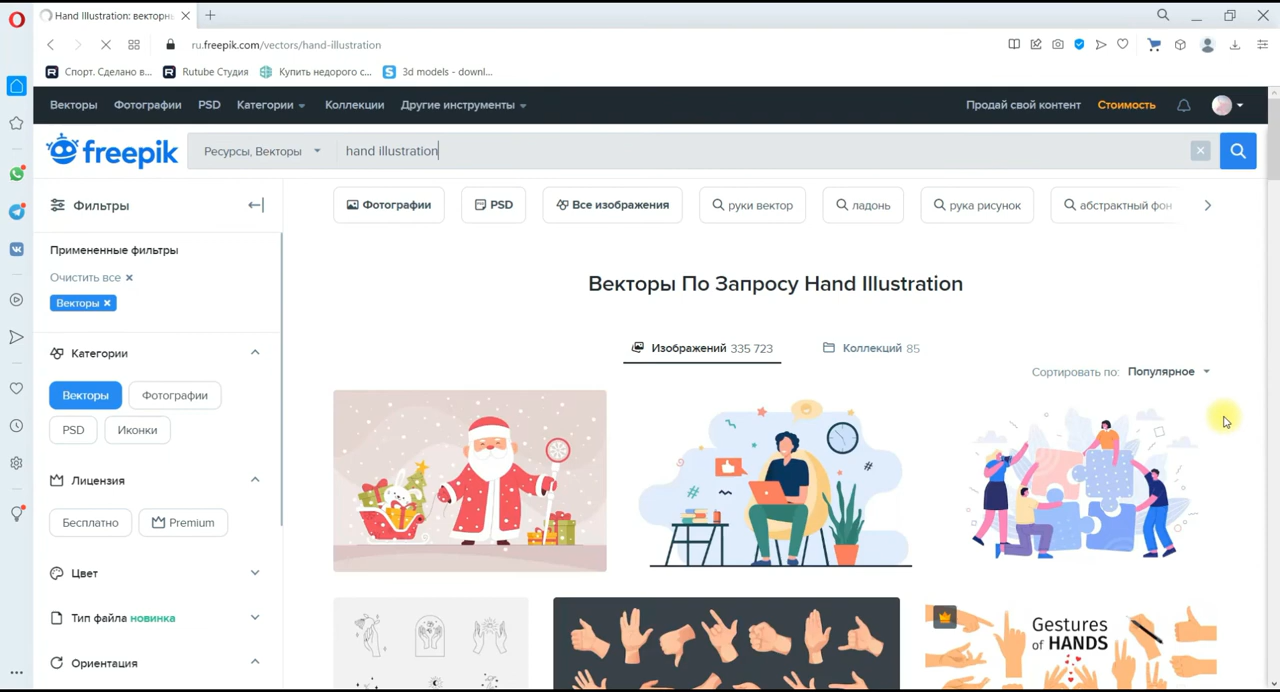 Hand Illustration: векторны
ru.freepik.com/vectors/hand-illustration
Спорт. Сделано в... Rutube Студия Купить недорого с... 3d models - downl...
Векторы Фотографии PSD Категории Коллекции Другие инструменты Продай свой контент Стоимость
freepik Ресурсы, Векторы hand illustration
Фильтры Фотографии PSD Все изображения руки вектор ладонь рука рисунок абстрактный фон
Примененные фильтры
Очистить все ×
Векторы ×
Векторы По Запросу Hand Illustration
Категории
Изображений 335 723 Коллекций 85
Сортировать по: Популярное
Векторы Фотографии
PSD Иконки
Лицензия
Бесплатно Premium
Цвет
Тип файла новинка
Ориентация
Gestures
of HANDS